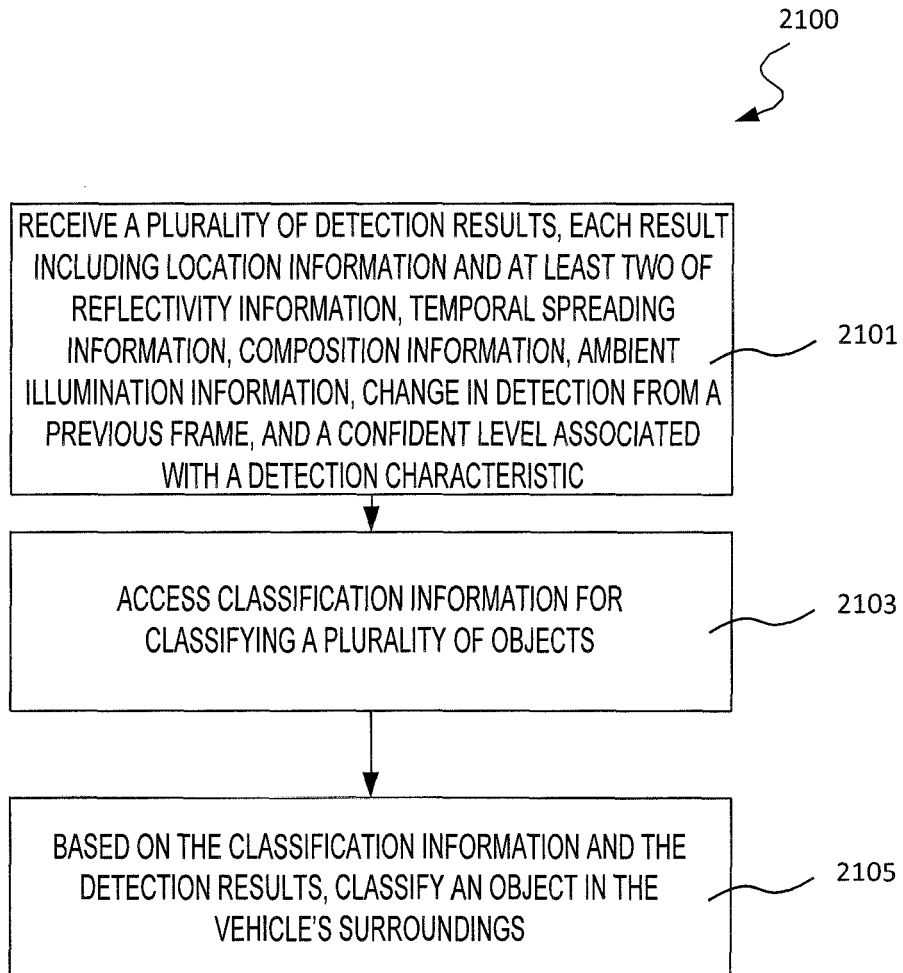 2100
RECEIVE A PLURALITY OF DETECTION RESULTS, EACH RESULT
INCLUDING LOCATION INFORMATION AND AT LEAST TWO OF
REFLECTIVITY INFORMATION, TEMPORAL SPREADING
INFORMATION, COMPOSITION INFORMATION, AMBIENT
ILLUMINATION INFORMATION, CHANGE IN DETECTION FROM A
PREVIOUS FRAME, AND A CONFIDENT LEVEL ASSOCIATED
WITH A DETECTION CHARACTERISTIC
2101
ACCESS CLASSIFICATION INFORMATION FOR
CLASSIFYING A PLURALITY OF OBJECTS
2103
BASED ON THE CLASSIFICATION INFORMATION AND THE
DETECTION RESULTS, CLASSIFY AN OBJECT IN THE
VEHICLE'S SURROUNDINGS
2105